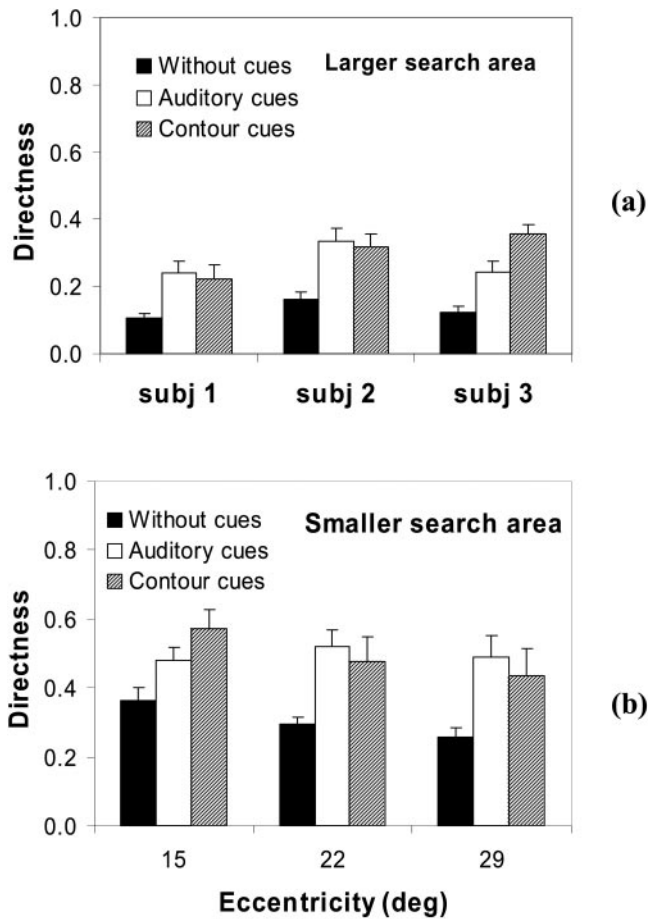 1.0
Without cues
Larger search area
0.8
Auditory cues
Contour cues
0.6
Directness
(a)
0.4
0.2
0.0
subj 1 subj 2 subj 3
1.0
Without cues
Smaller search area
0.8
Auditory cues
Contour cues
0.6
Directness
(b)
0.4
0.2
0.0
15 22 29
Eccentricity (deg)